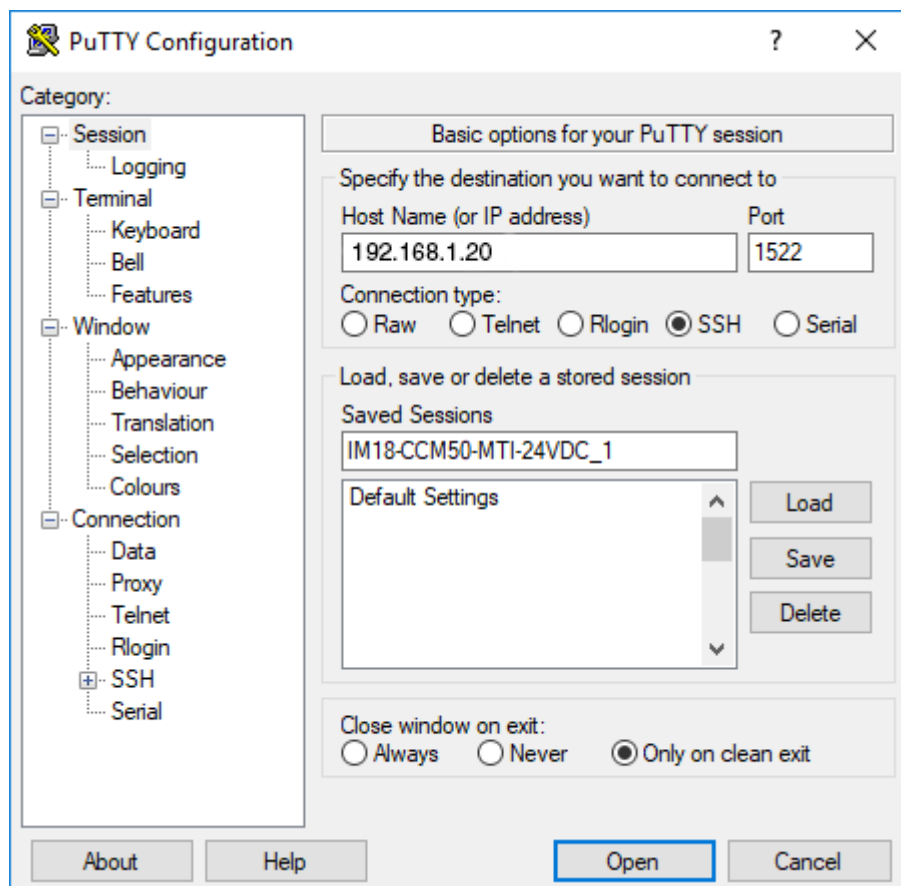 PuTTY Configuration
?
Category:
Session
Logging
Terminal
Keyboard
Bell
Features
Window
Appearance
Behaviour
Translation
Selection
Colours
Connection
Data
Proxy
Telnet
Rlogin
SSH
Serial
Basic options for your PuTTY session
Specify the destination you want to connect to
Host Name (or IP address) Port
192.168.1.20 1522
Connection type:
Raw Telnet Rlogin SSH Serial
Load, save or delete a stored session
Saved Sessions
IM18-CCM50-MTI-24VDC_1
Default Settings
Load
Save
Delete
Close window on exit:
Always Never Only on clean exit
About Help Open Cancel